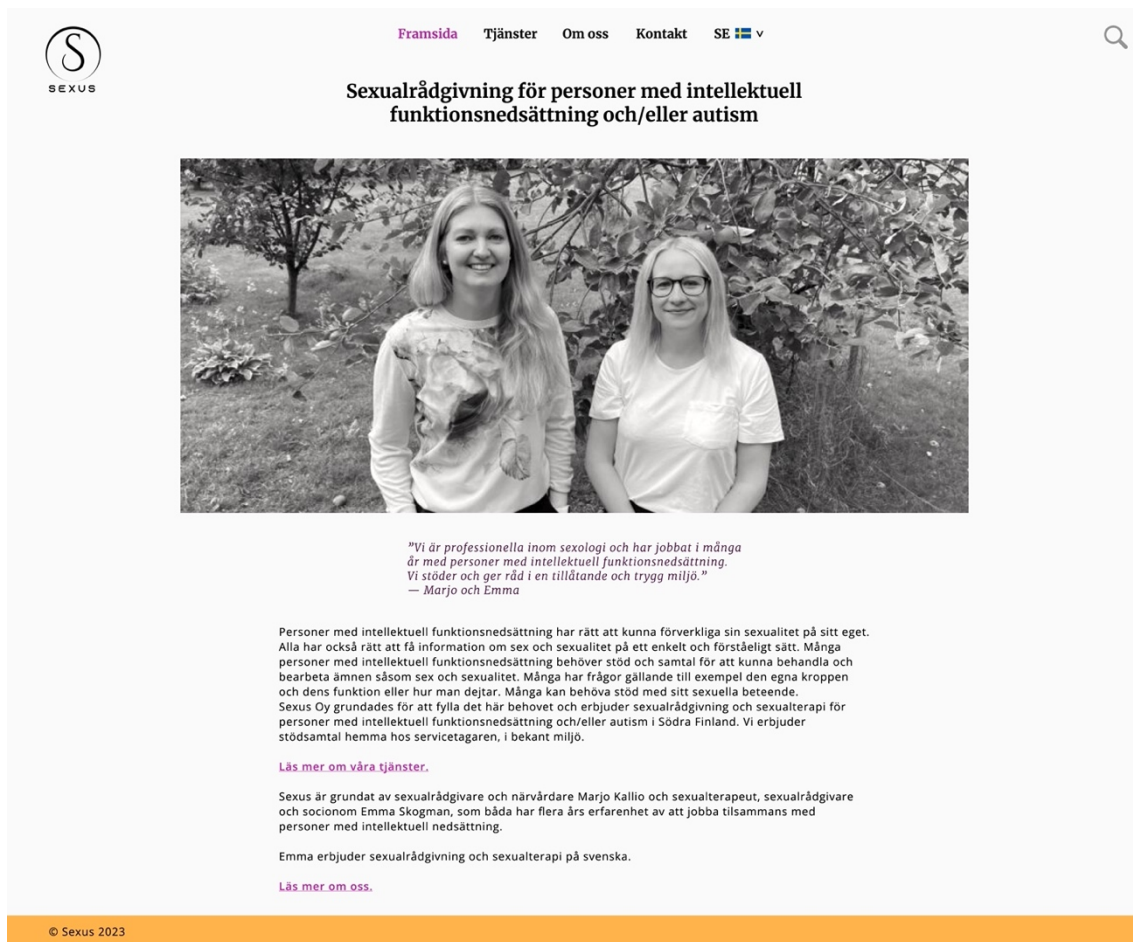 Framsida Tjänster Om oss Kontakt SE ˅
SEXUS
Sexualrådgivning för personer med intellektuell
funktionsnedsättning och/eller autism
”Vi är professionella inom sexologi och har jobbat i många
år med personer med intellektuell funktionsnedsättning.
Vi stöder och ger råd i en tillåtande och trygg miljö.”
— Marjo och Emma
Personer med intellektuell funktionsnedsättning har rätt att kunna förverkliga sin sexualitet på sitt eget.
Alla har också rätt att få information om sex och sexualitet på ett enkelt och förståeligt sätt. Många
personer med intellektuell funktionsnedsättning behöver stöd och samtal för att kunna behandla och
bearbeta ämnen såsom sex och sexualitet. Många har frågor gällande till exempel den egna kroppen
och dens funktion eller hur man dejtar. Många kan behöva stöd med sitt sexuella beteende.
Sexus Oy grundades för att fylla det här behovet och erbjuder sexualrådgivning och sexualterapi för
personer med intellektuell funktionsnedsättning och/eller autism i Södra Finland. Vi erbjuder
stödsamtal hemma hos servicetagaren, i bekant miljö.
Läs mer om våra tjänster.
Sexus är grundat av sexualrådgivare och närvårdare Marjo Kallio och sexualterapeut, sexualrådgivare
och socionom Emma Skogman, som båda har flera års erfarenhet av att jobba tilsammans med
personer med intellektuell nedsättning.
Emma erbjuder sexualrådgivning och sexualterapi på svenska.
Läs mer om oss.
© Sexus 2023